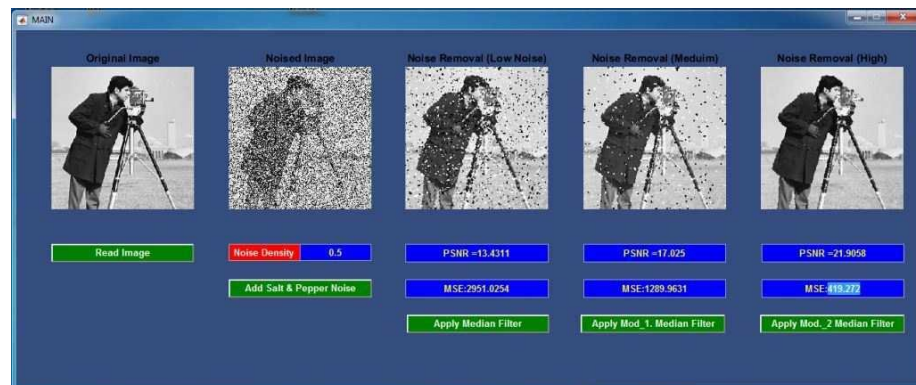 MAIN
Original Image
Noised Image
Noise Removal (Low Noise)
Noise Removal (Meduim)
Noise Removal (High)
Read Image
Noise Density
0.5
PSNR =13.4311
PSNR =17.025
PSNR =21.9058
Add Salt & Pepper Noise
MSE:2951.0254
MSE:1289.9631
MSE:419.272
Apply Median Filter
Apply Mod_1. Median Filter
Apply Mod._2 Median Filter